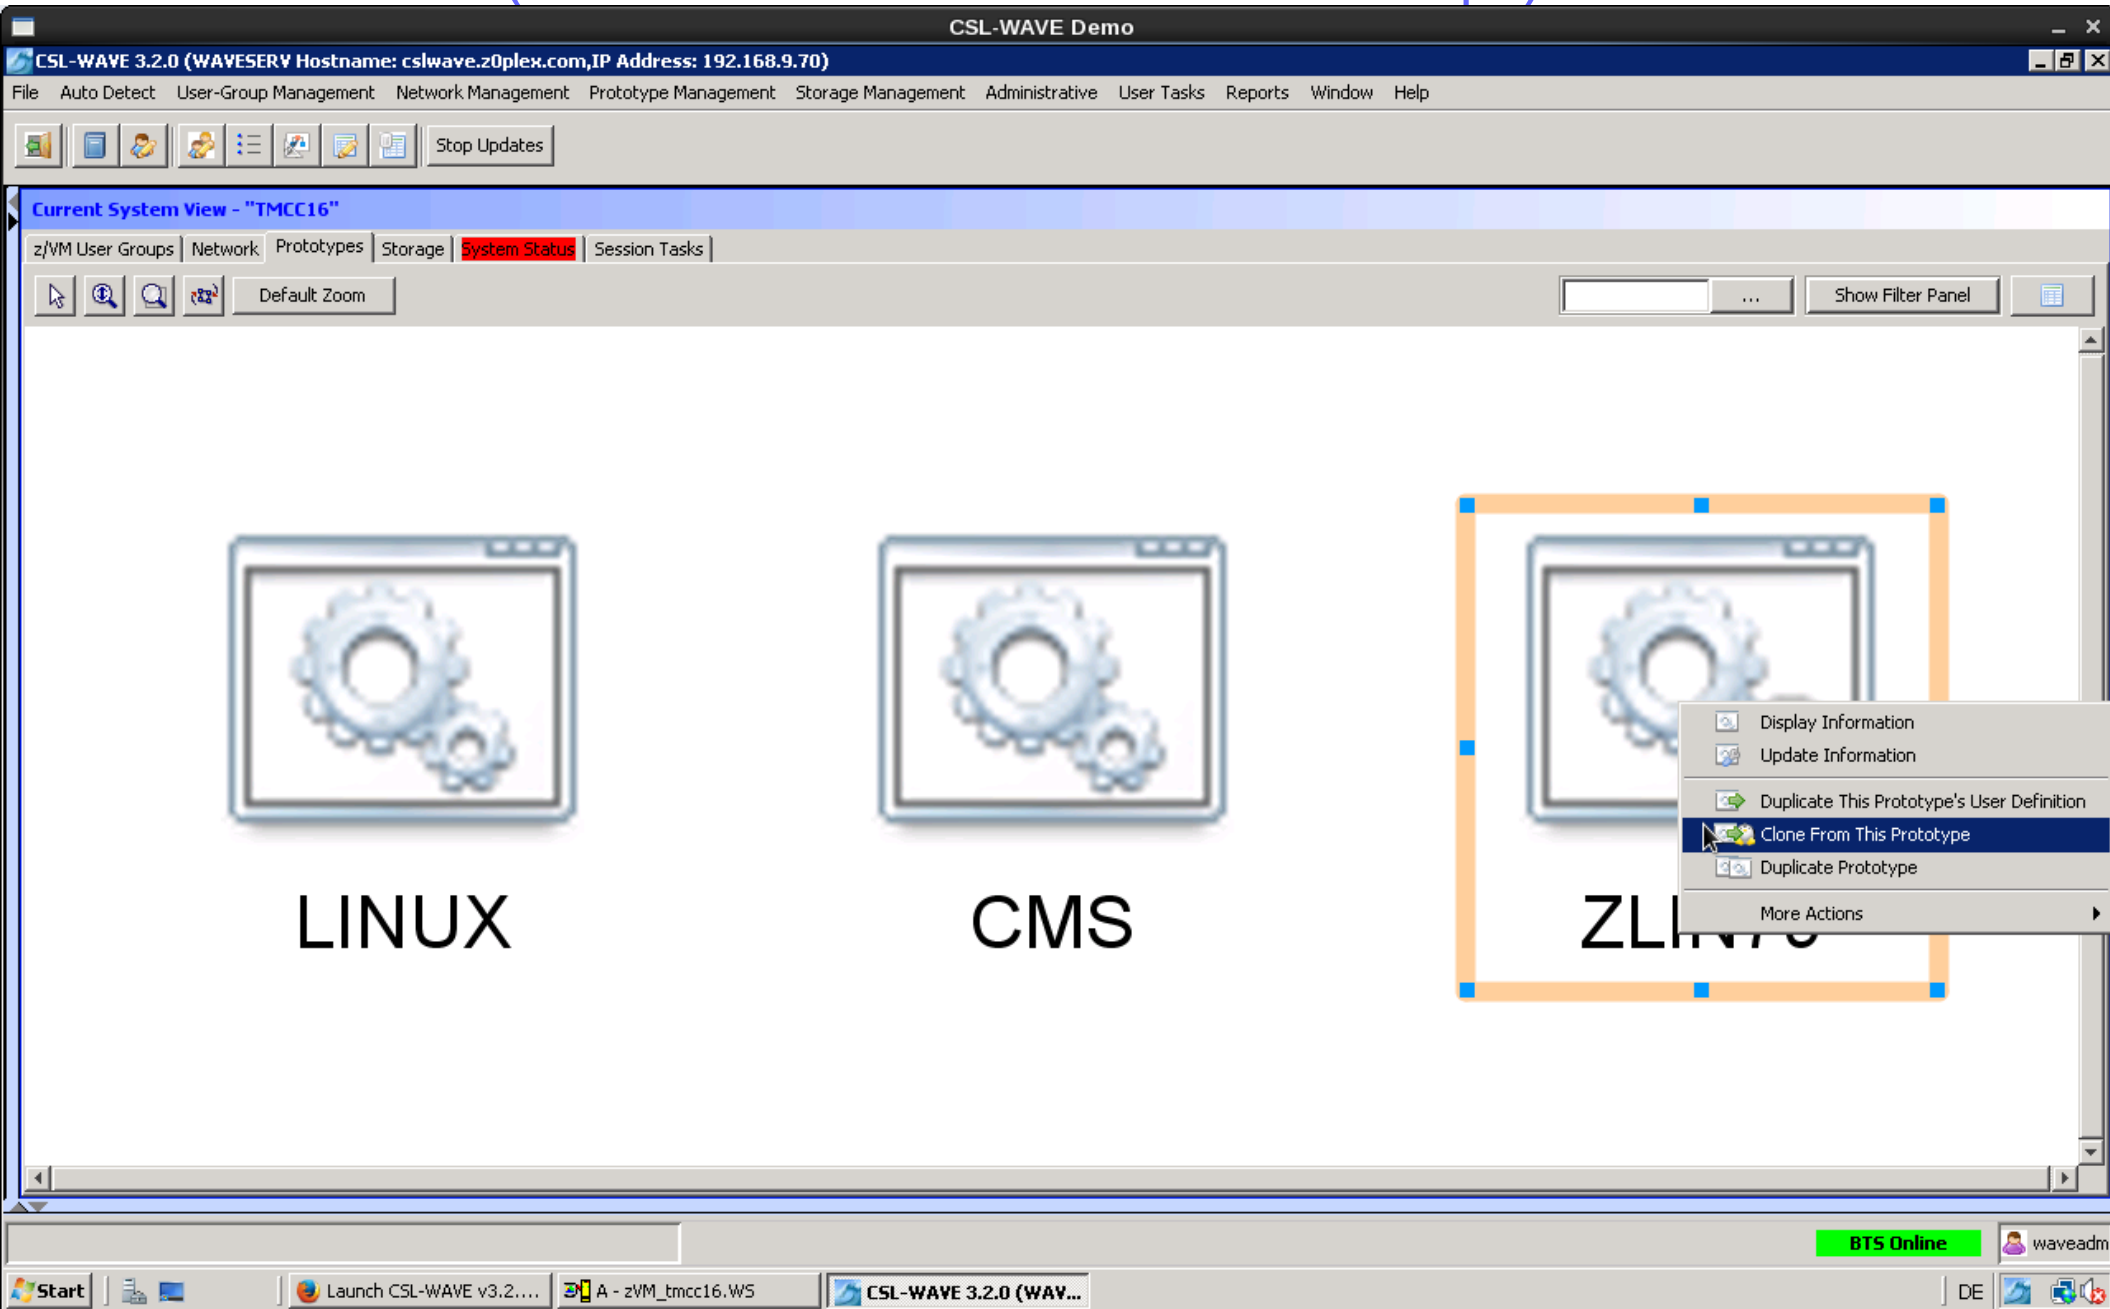 CSL-WAVE Demo
CSL-WAVE 3.2.0 (WAVESERV Hostname: cslwave.z0plex.com,IP Address: 192.168.9.70)
File Auto Detect User-Group Management Network Management Prototype Management Storage Management Administrative User Tasks Reports Window Help
Stop Updates
Current System View - "TMCC16"
z/VM User Groups Network Prototypes Storage System Status Session Tasks
Default Zoom ... Show Filter Panel
Display Information
Update Information
Duplicate This Prototype's User Definition
Clone From This Prototype
Duplicate Prototype
More Actions
LINUX CMS
BTS Online waveadm
Start Launch CSL-WAVE v3.2.... A - zVM_tmcc16.WS CSL-WAVE 3.2.0 (WAV... DE